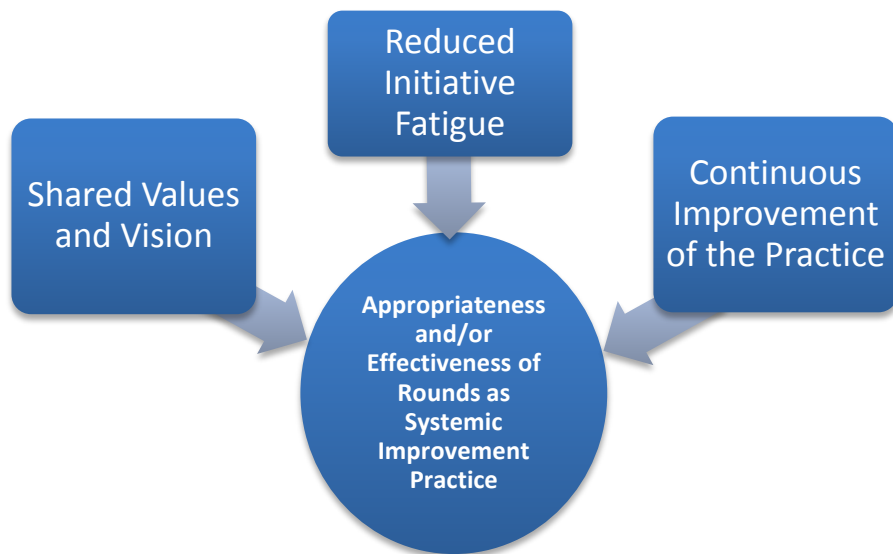 Reduced
Initiative
Fatigue
Shared Values
and Vision
Continuous
Improvement
of the Practice
Appropriateness
and/or
Effectiveness of
Rounds as
Systemic
Improvement
Practice